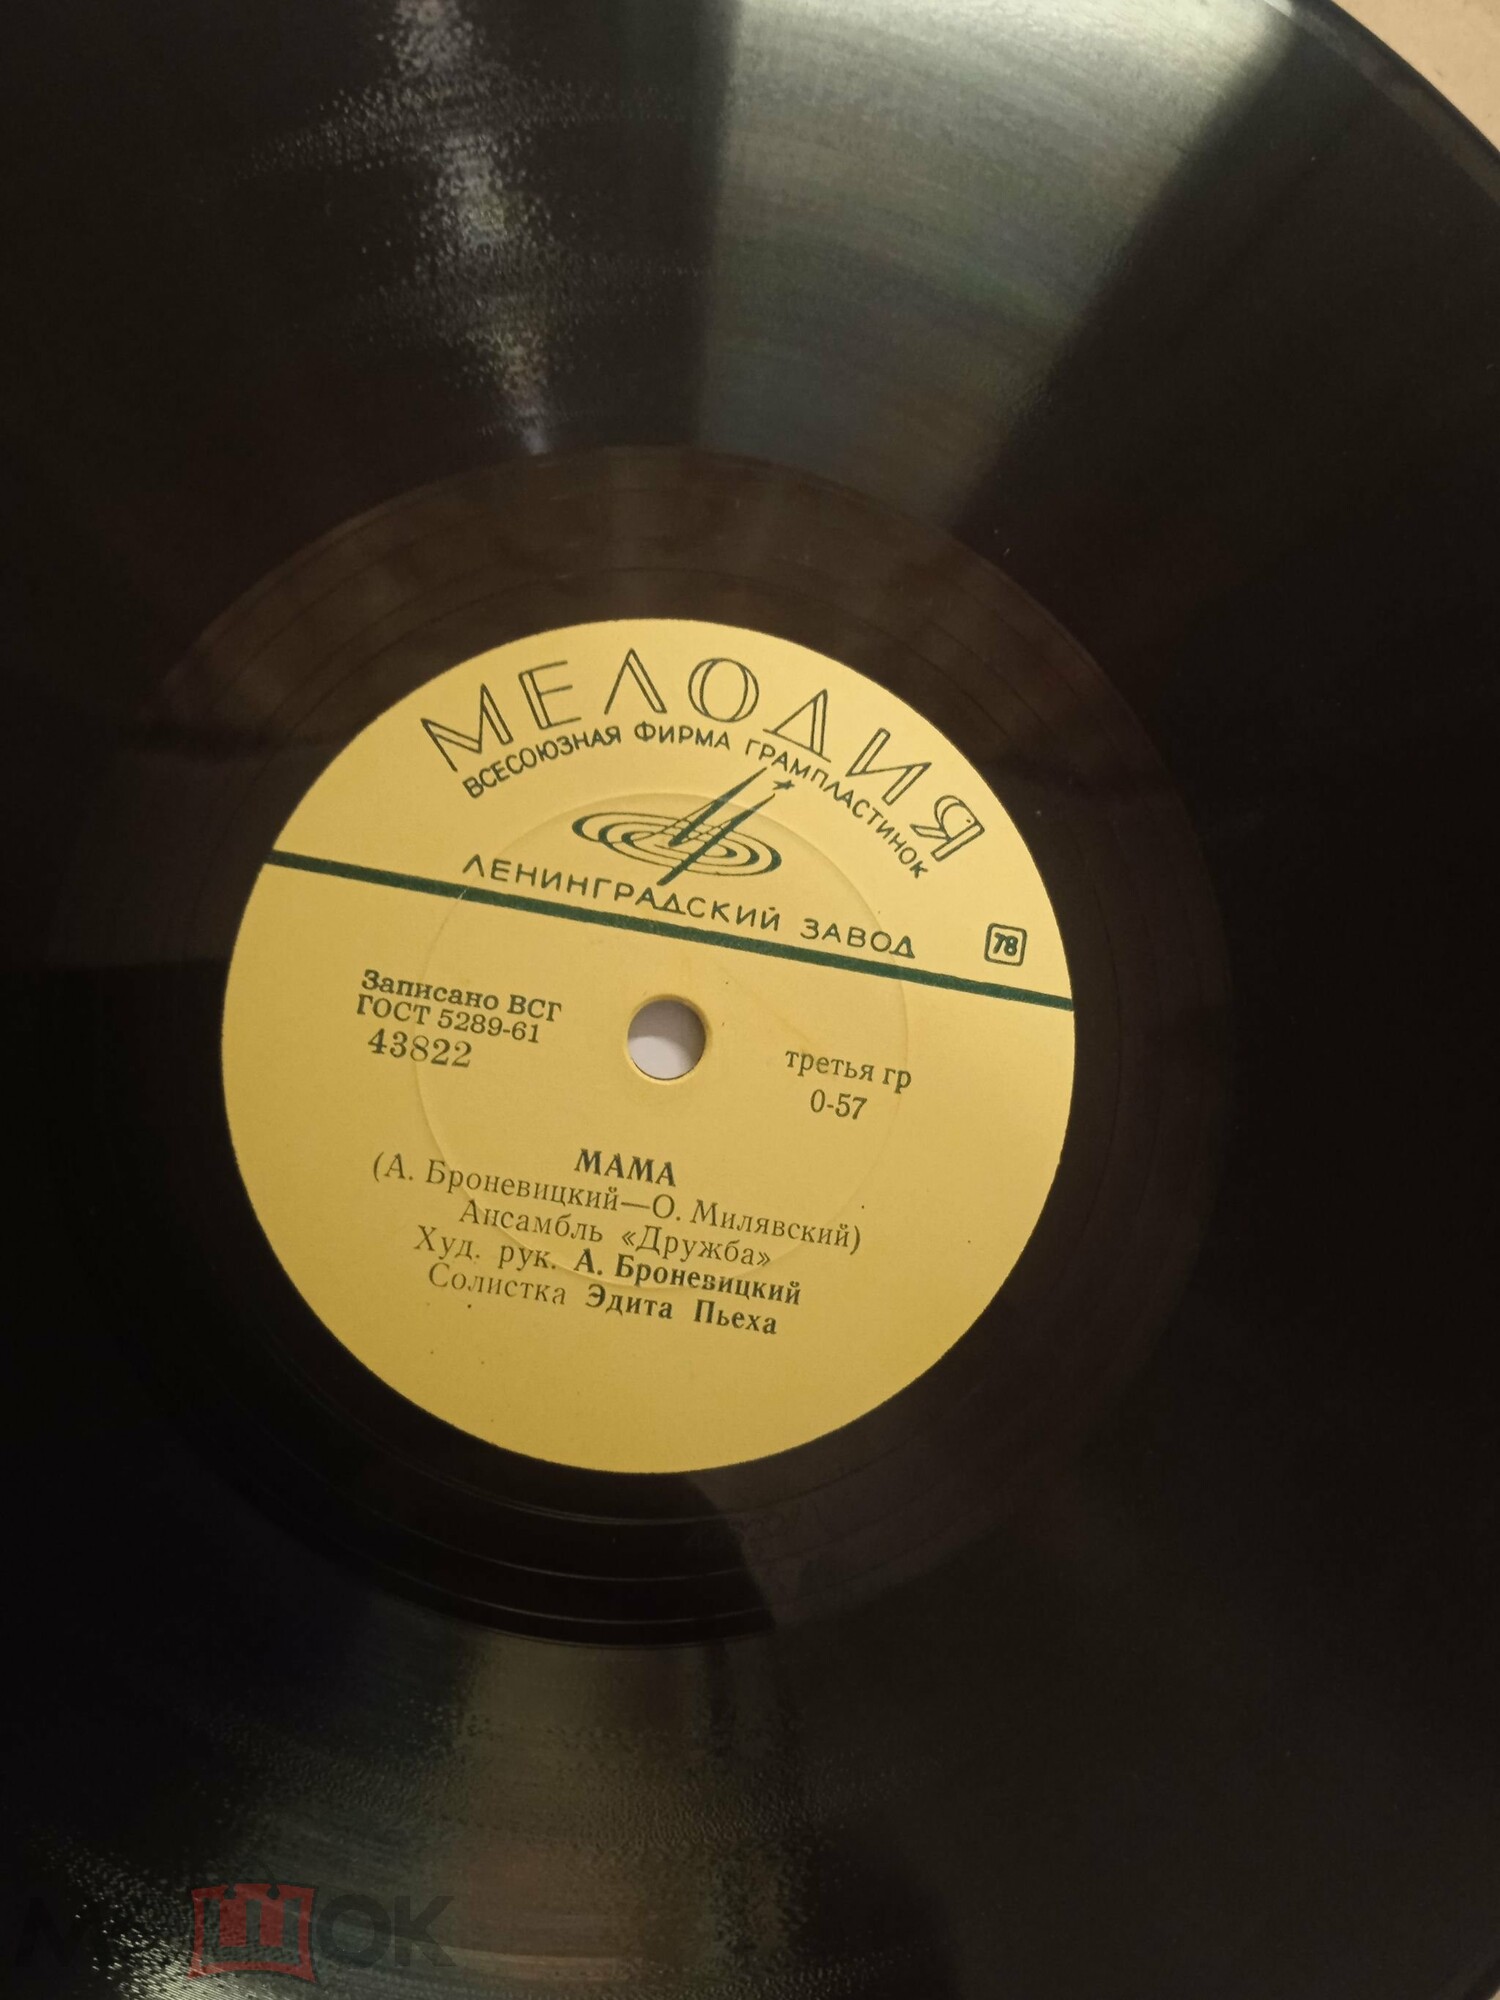 МЕЛОДИЯ
ВСЕСОЮЗНАЯ ФИРМА ГРАМПЛАСТИНОК
ЛЕНИНГРАДСКИЙ ЗАВОД
78
Записано ВСГ
ГОСТ 5289-61
43822
третья гр
0-57
МАМА
(А. Броневицкий—О. Милявский)
Ансамбль «Дружба»
Худ. рук. А. Броневицкий
Солистка Эдита Пьеха
МЕШОК